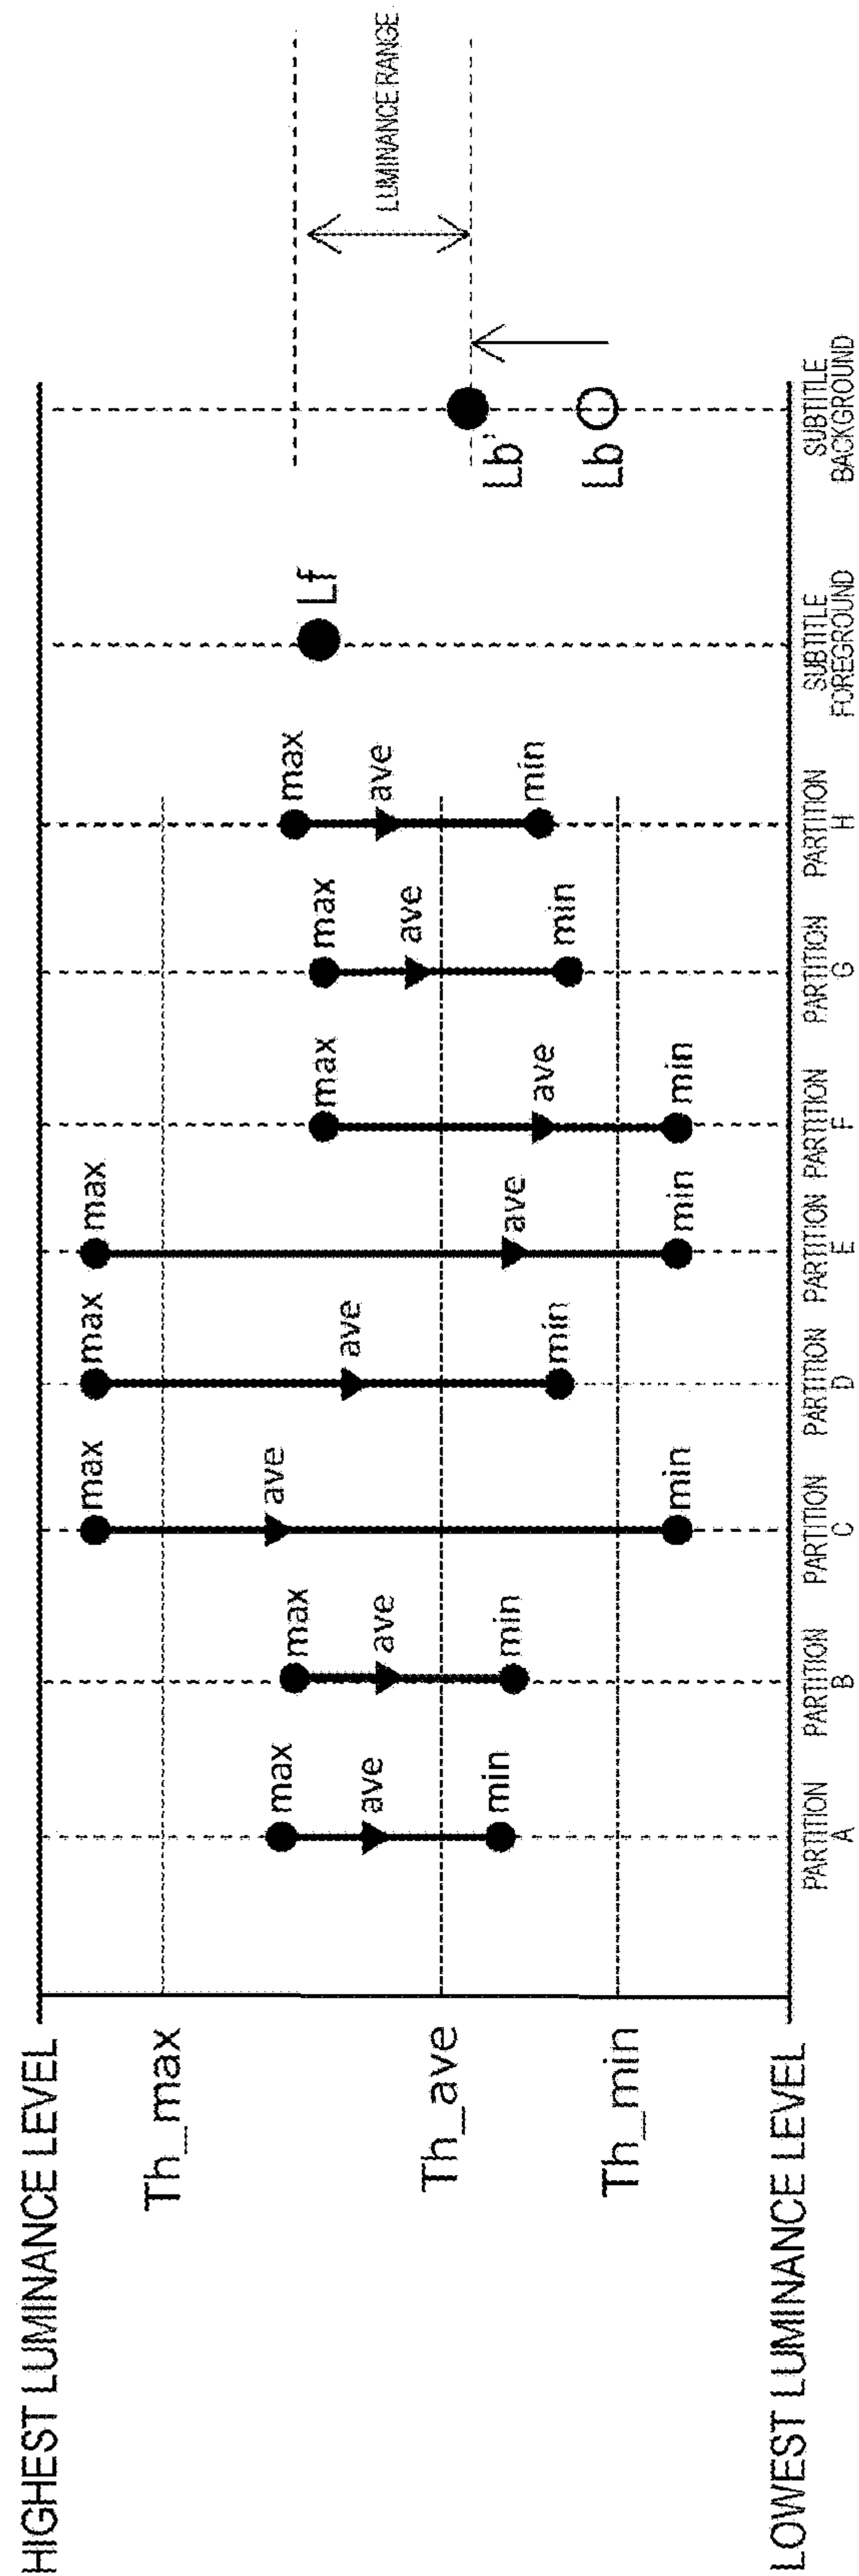 HIGHEST LUMINANCE LEVEL
Th_max
Th_ave
Th_min
LOWEST LUMINANCE LEVEL
max
ave
min
PARTITION
A
max
ave
min
PARTITION
B
max
ave
min
PARTITION
C
max
ave
min
PARTITION
D
max
ave
min
PARTITION
E
max
ave
min
PARTITION
F
max
ave
min
PARTITION
G
max
ave
min
PARTITION
H
Lf
SUBTITLE
FOREGROUND
Lb'
Lb
SUBTITLE
BACKGROUND
LUMINANCE RANGE